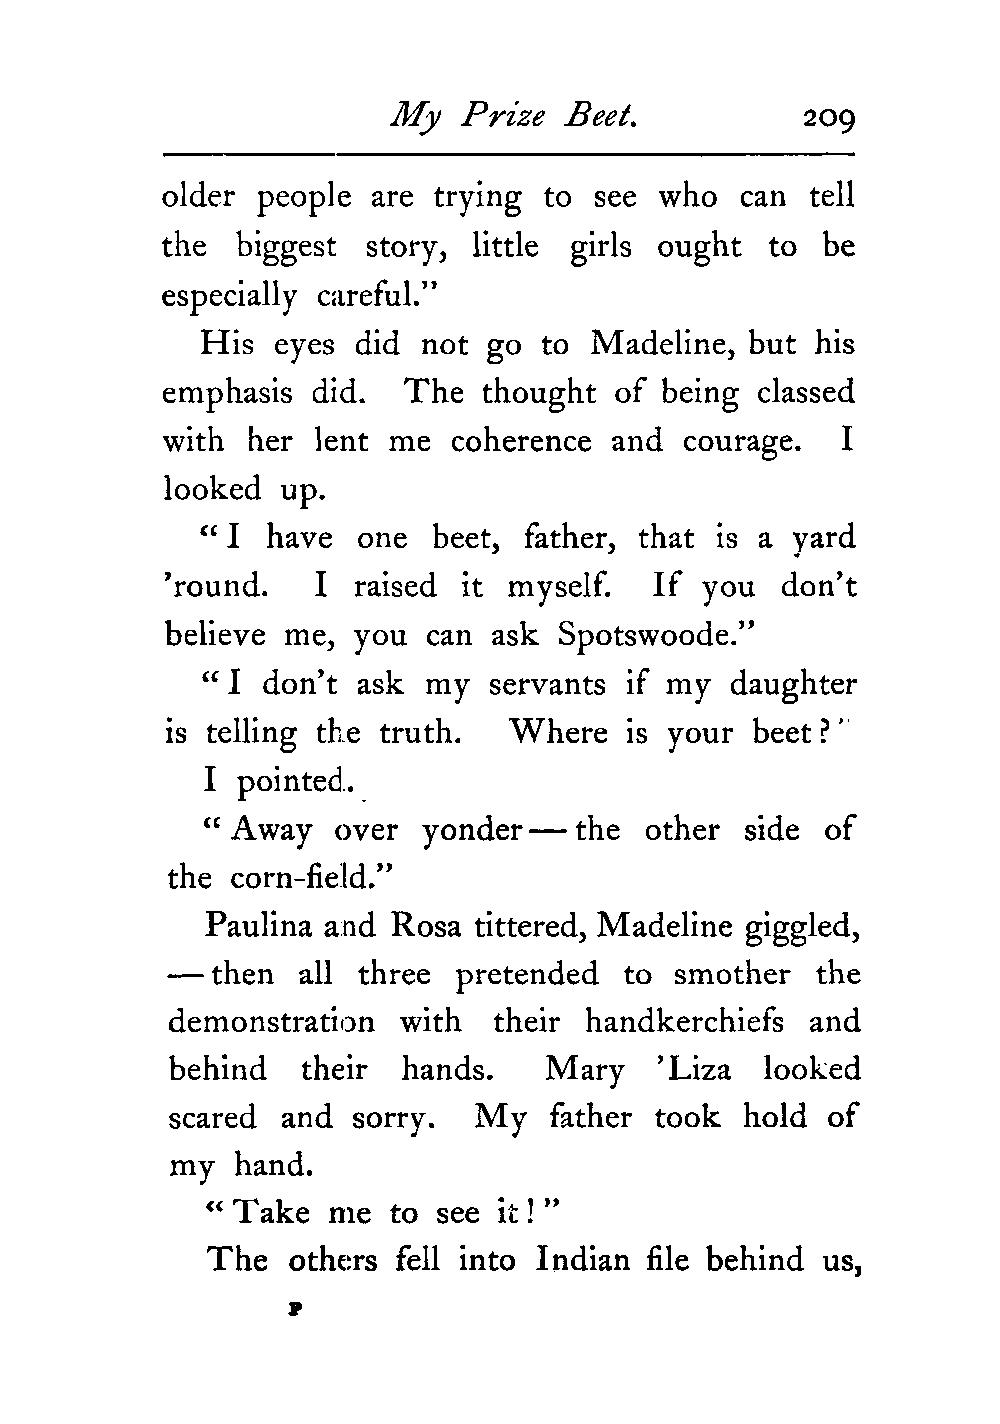 My Prize Beet. 209
older people are trying to see who can tell
the biggest story, little girls ought to be
especially careful.”
His eyes did not go to Madeline, but his
emphasis did. The thought of being classed
with her lent me coherence and courage. I
looked up.
“ I have one beet, father, that is a yard
’round. I raised it myself. If you don’t
believe me, you can ask Spotswoode.”
“ I don’t ask my servants if my daughter
is telling the truth. Where is your beet ? ”
I pointed.
“ Away over yonder — the other side of
the corn-field.”
Paulina and Rosa tittered, Madeline giggled,
— then all three pretended to smother the
demonstration with their handkerchiefs and
behind their hands. Mary ’Liza looked
scared and sorry. My father took hold of
my hand.
“ Take me to see it ! ”
The others fell into Indian file behind us,
P